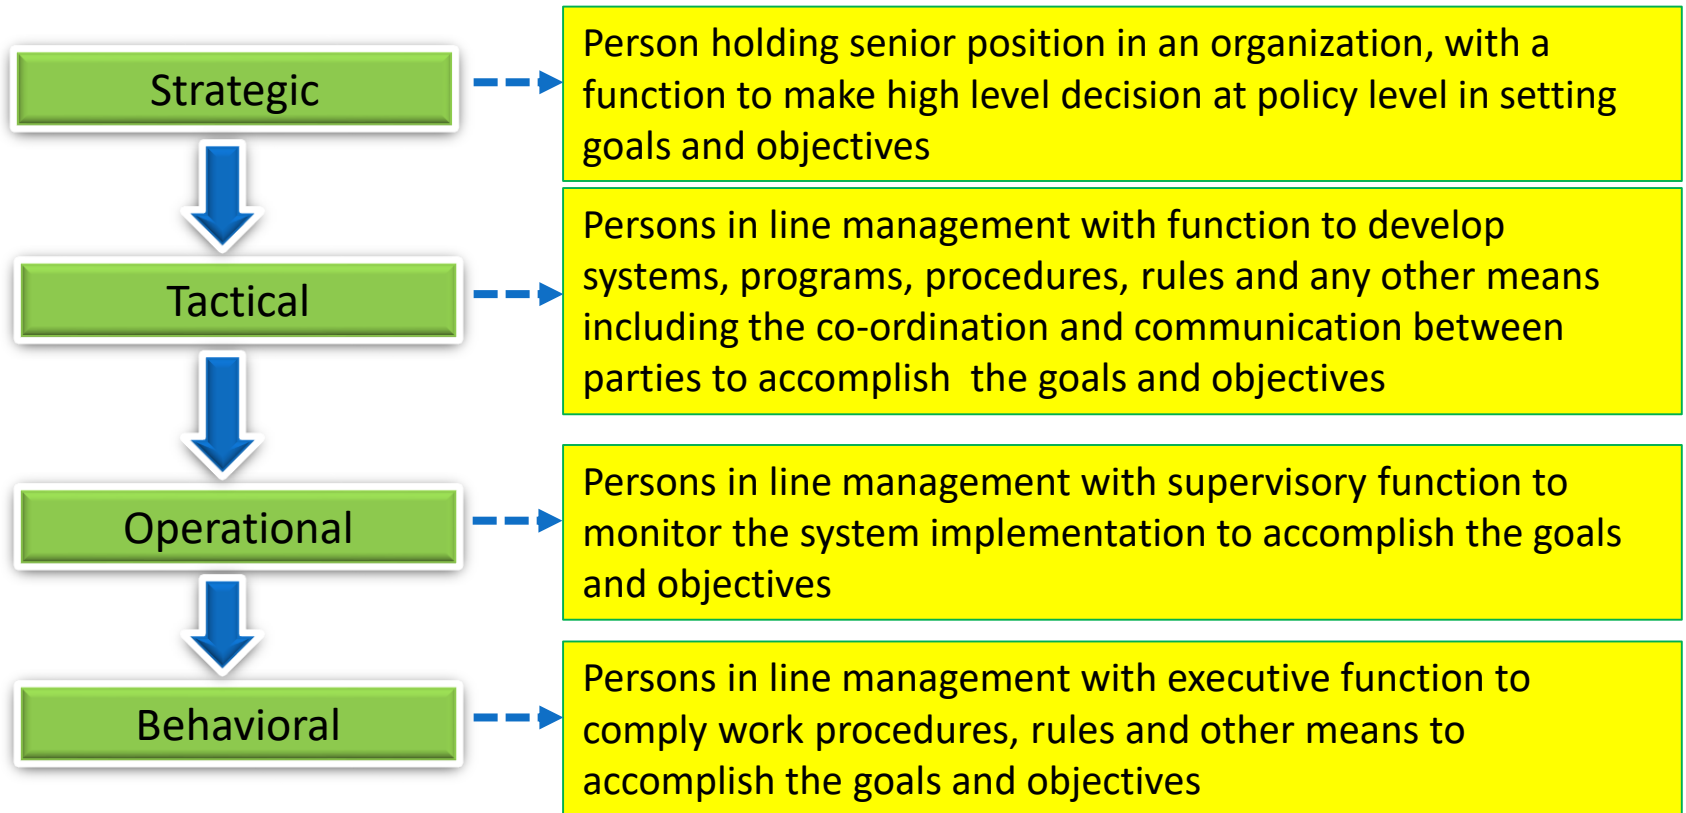 Strategic
Person holding senior position in an organization, with a
function to make high level decision at policy level in setting
goals and objectives
Tactical
Persons in line management with function to develop
systems, programs, procedures, rules and any other means
including the co-ordination and communication between
parties to accomplish  the goals and objectives
Operational
Persons in line management with supervisory function to
monitor the system implementation to accomplish the goals
and objectives
Behavioral
Persons in line management with executive function to
comply work procedures, rules and other means to
accomplish the goals and objectives